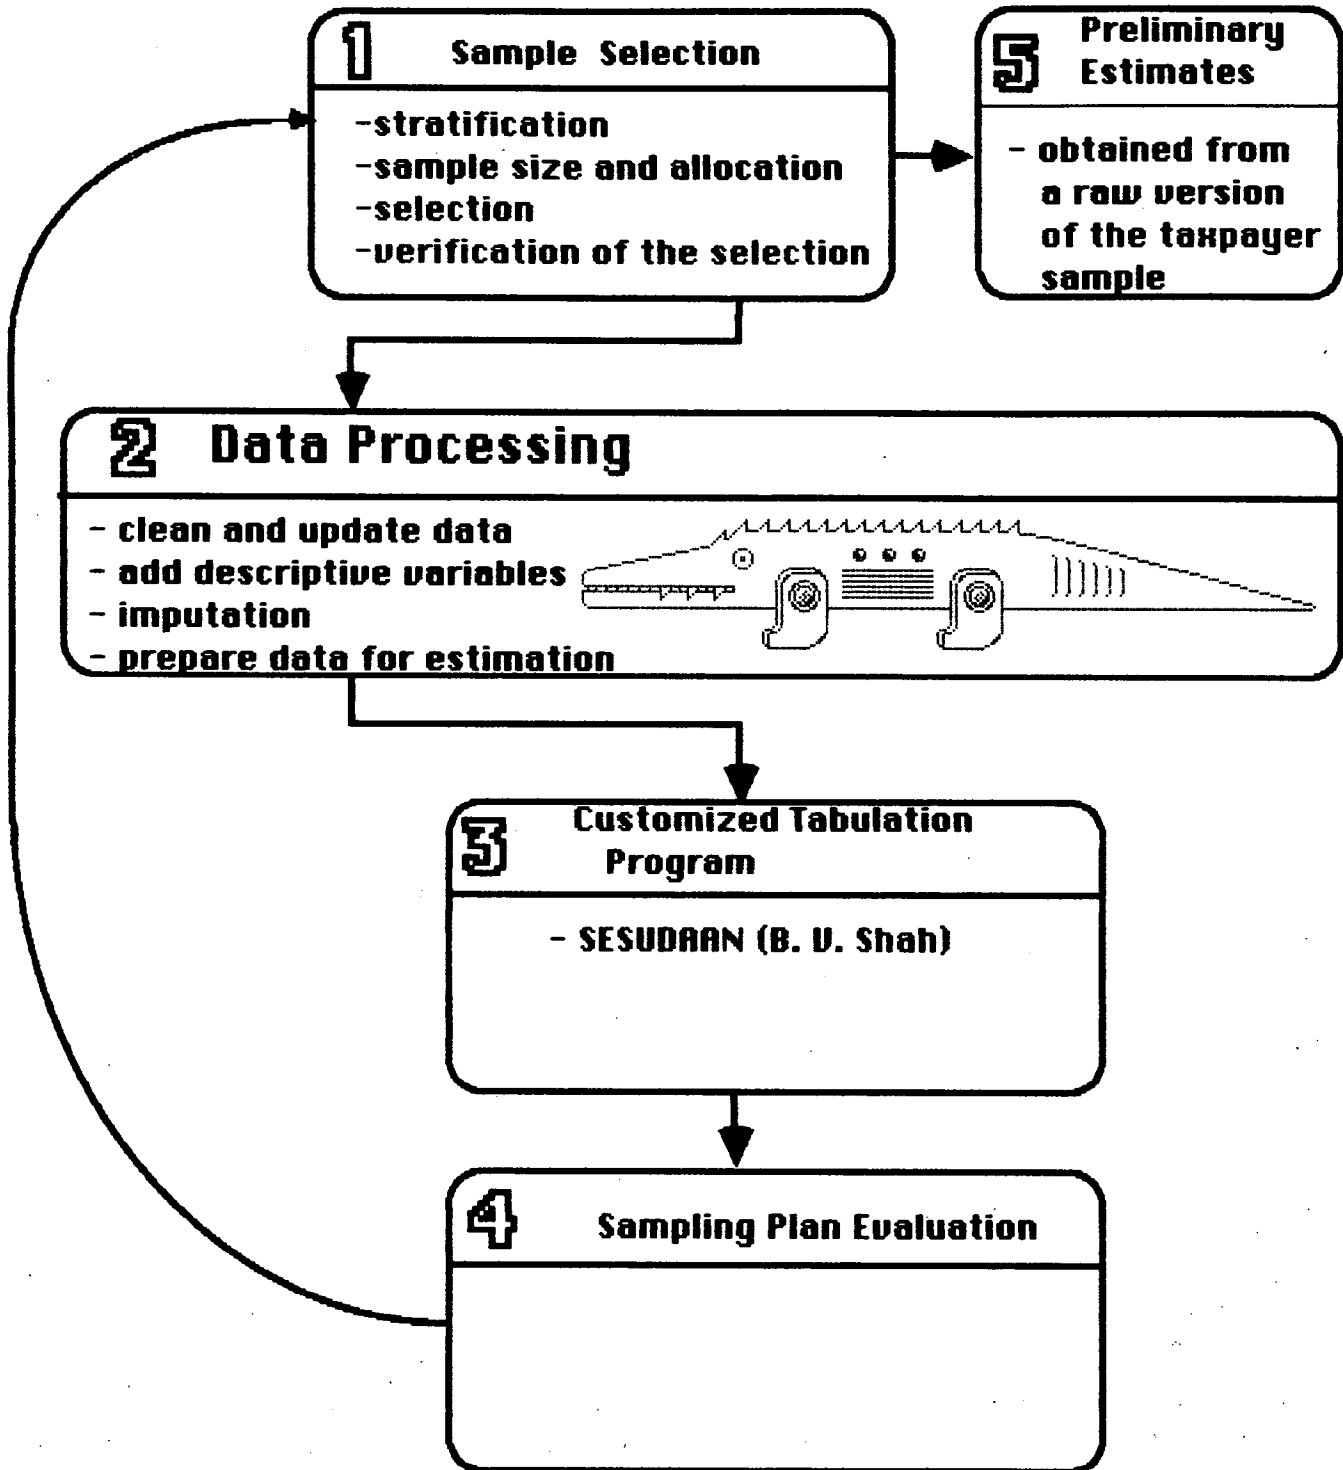 1 Sample Selection
-stratification
-sample size and allocation
-selection
-verification of the selection
5 Preliminary
Estimates
- obtained from
a raw version
of the taxpayer
sample
2 Data Processing
- clean and update data
- add descriptive variables
- imputation
- prepare data for estimation
3 Customized Tabulation
Program
- SESUDAAN (B. V. Shah)
4 Sampling Plan Evaluation